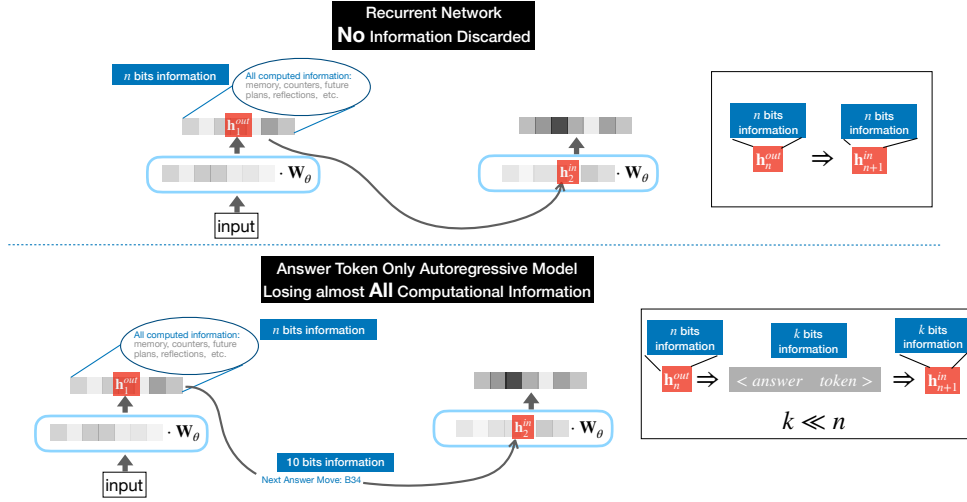 Recurrent Network
No Information Discarded
n bits information
All computed information:
memory, counters, future
plans, reflections, etc.
h_1^{out}
· W_θ
input
h_2^{in}
· W_θ
n bits
information
n bits
information
h_n^{out} ⇒ h_{n+1}^{in}
Answer Token Only Autoregressive Model
Losing almost All Computational Information
n bits information
All computed information:
memory, counters, future
plans, reflections, etc.
h_1^{out}
· W_θ
input
10 bits information
Next Answer Move: B34
h_2^{in}
· W_θ
n bits
information
k bits
information
k bits
information
h_n^{out} ⇒ < answer token > ⇒ h_{n+1}^{in}
k ≪ n